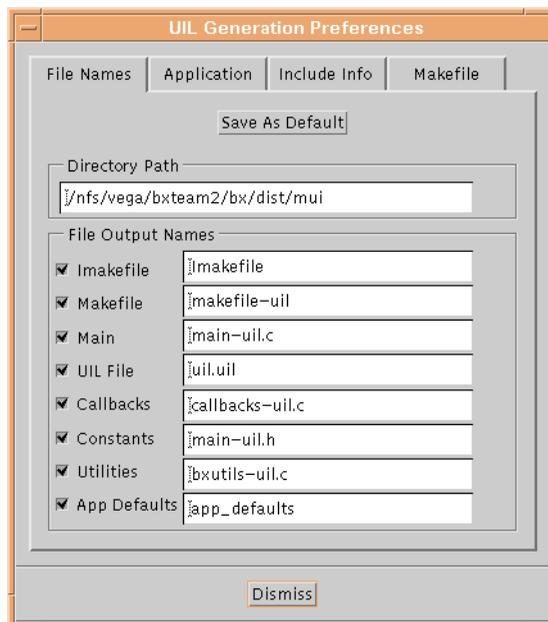 UIL Generation Preferences
File Names Application Include Info Makefile
Save As Default
Directory Path
/nfs/vega/bxteam2/bx/dist/mui
File Output Names
Imakefile Imakefile
Makefile makefile-uil
Main main-uil.c
UIL File uil.uil
Callbacks callbacks-uil.c
Constants main-uil.h
Utilities bxutils-uil.c
App Defaults app_defaults
Dismiss